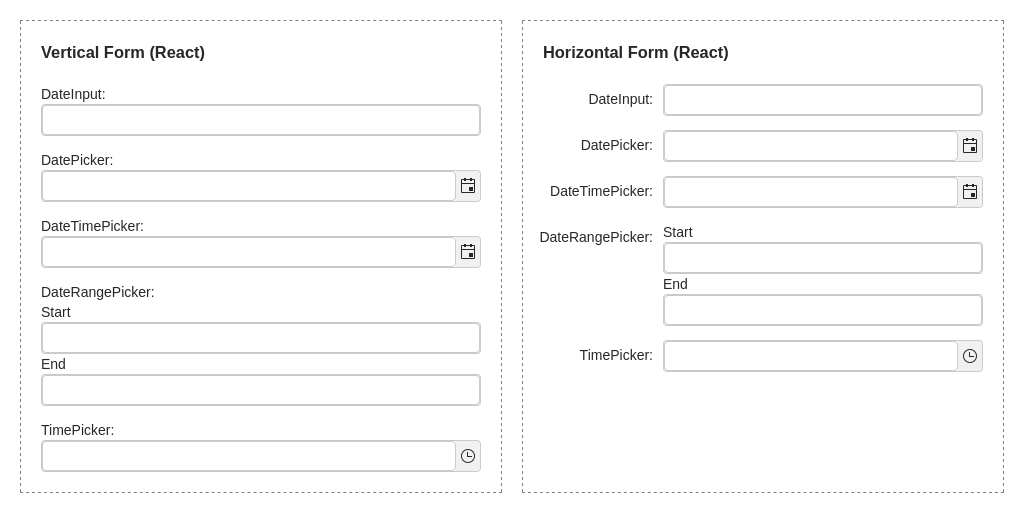 Vertical Form (React)
DateInput:
DatePicker:
DateTimePicker:
DateRangePicker:
Start
End
TimePicker:
Horizontal Form (React)
DateInput:
DatePicker:
DateTimePicker:
DateRangePicker:
Start
End
TimePicker: